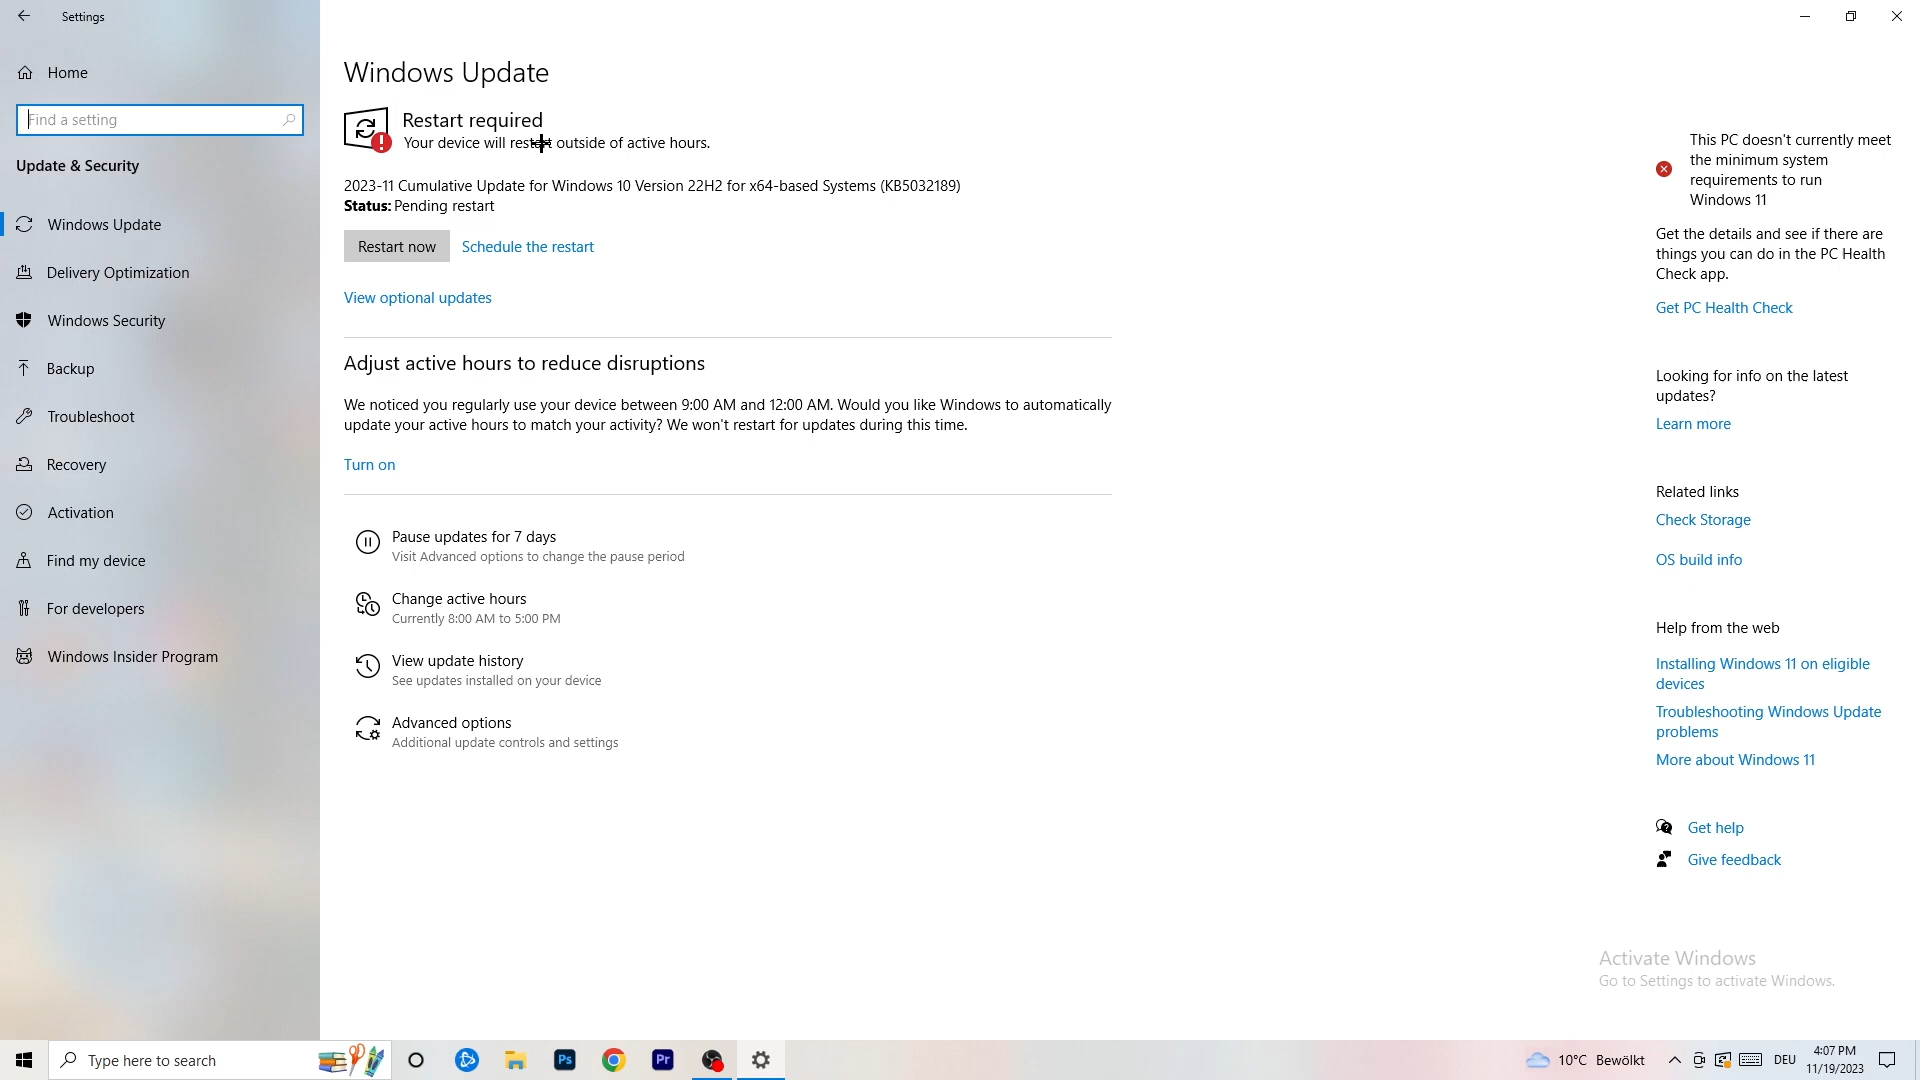 Settings
Home
Find a setting
Update & Security
Windows Update
Delivery Optimization
Windows Security
Backup
Troubleshoot
Recovery
Activation
Find my device
For developers
Windows Insider Program
Windows Update
Restart required
Your device will restart outside of active hours.
2023-11 Cumulative Update for Windows 10 Version 22H2 for x64-based Systems (KB5032189)
Status: Pending restart
Restart now
Schedule the restart
View optional updates
Adjust active hours to reduce disruptions
We noticed you regularly use your device between 9:00 AM and 12:00 AM. Would you like Windows to automatically
update your active hours to match your activity? We won't restart for updates during this time.
Turn on
Pause updates for 7 days
Visit Advanced options to change the pause period
Change active hours
Currently 8:00 AM to 5:00 PM
View update history
See updates installed on your device
Advanced options
Additional update controls and settings
This PC doesn't currently meet
the minimum system
requirements to run
Windows 11
Get the details and see if there are
things you can do in the PC Health
Check app.
Get PC Health Check
Looking for info on the latest
updates?
Learn more
Related links
Check Storage
OS build info
Help from the web
Installing Windows 11 on eligible
devices
Troubleshooting Windows Update
problems
More about Windows 11
Get help
Give feedback
Activate Windows
Go to Settings to activate Windows.
Type here to search
Ps
Pr
10°C Bewölkt
DEU
4:07 PM
11/19/2023